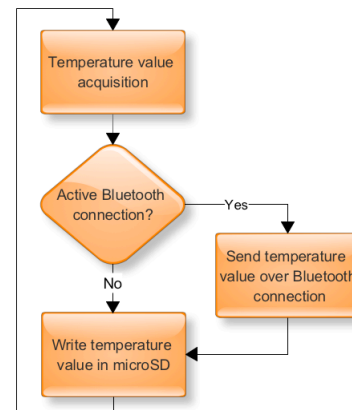 Temperature value
acquisition
Active Bluetooth
connection?
Yes
Send temperature
value over Bluetooth
connection
No
Write temperature
value in microSD